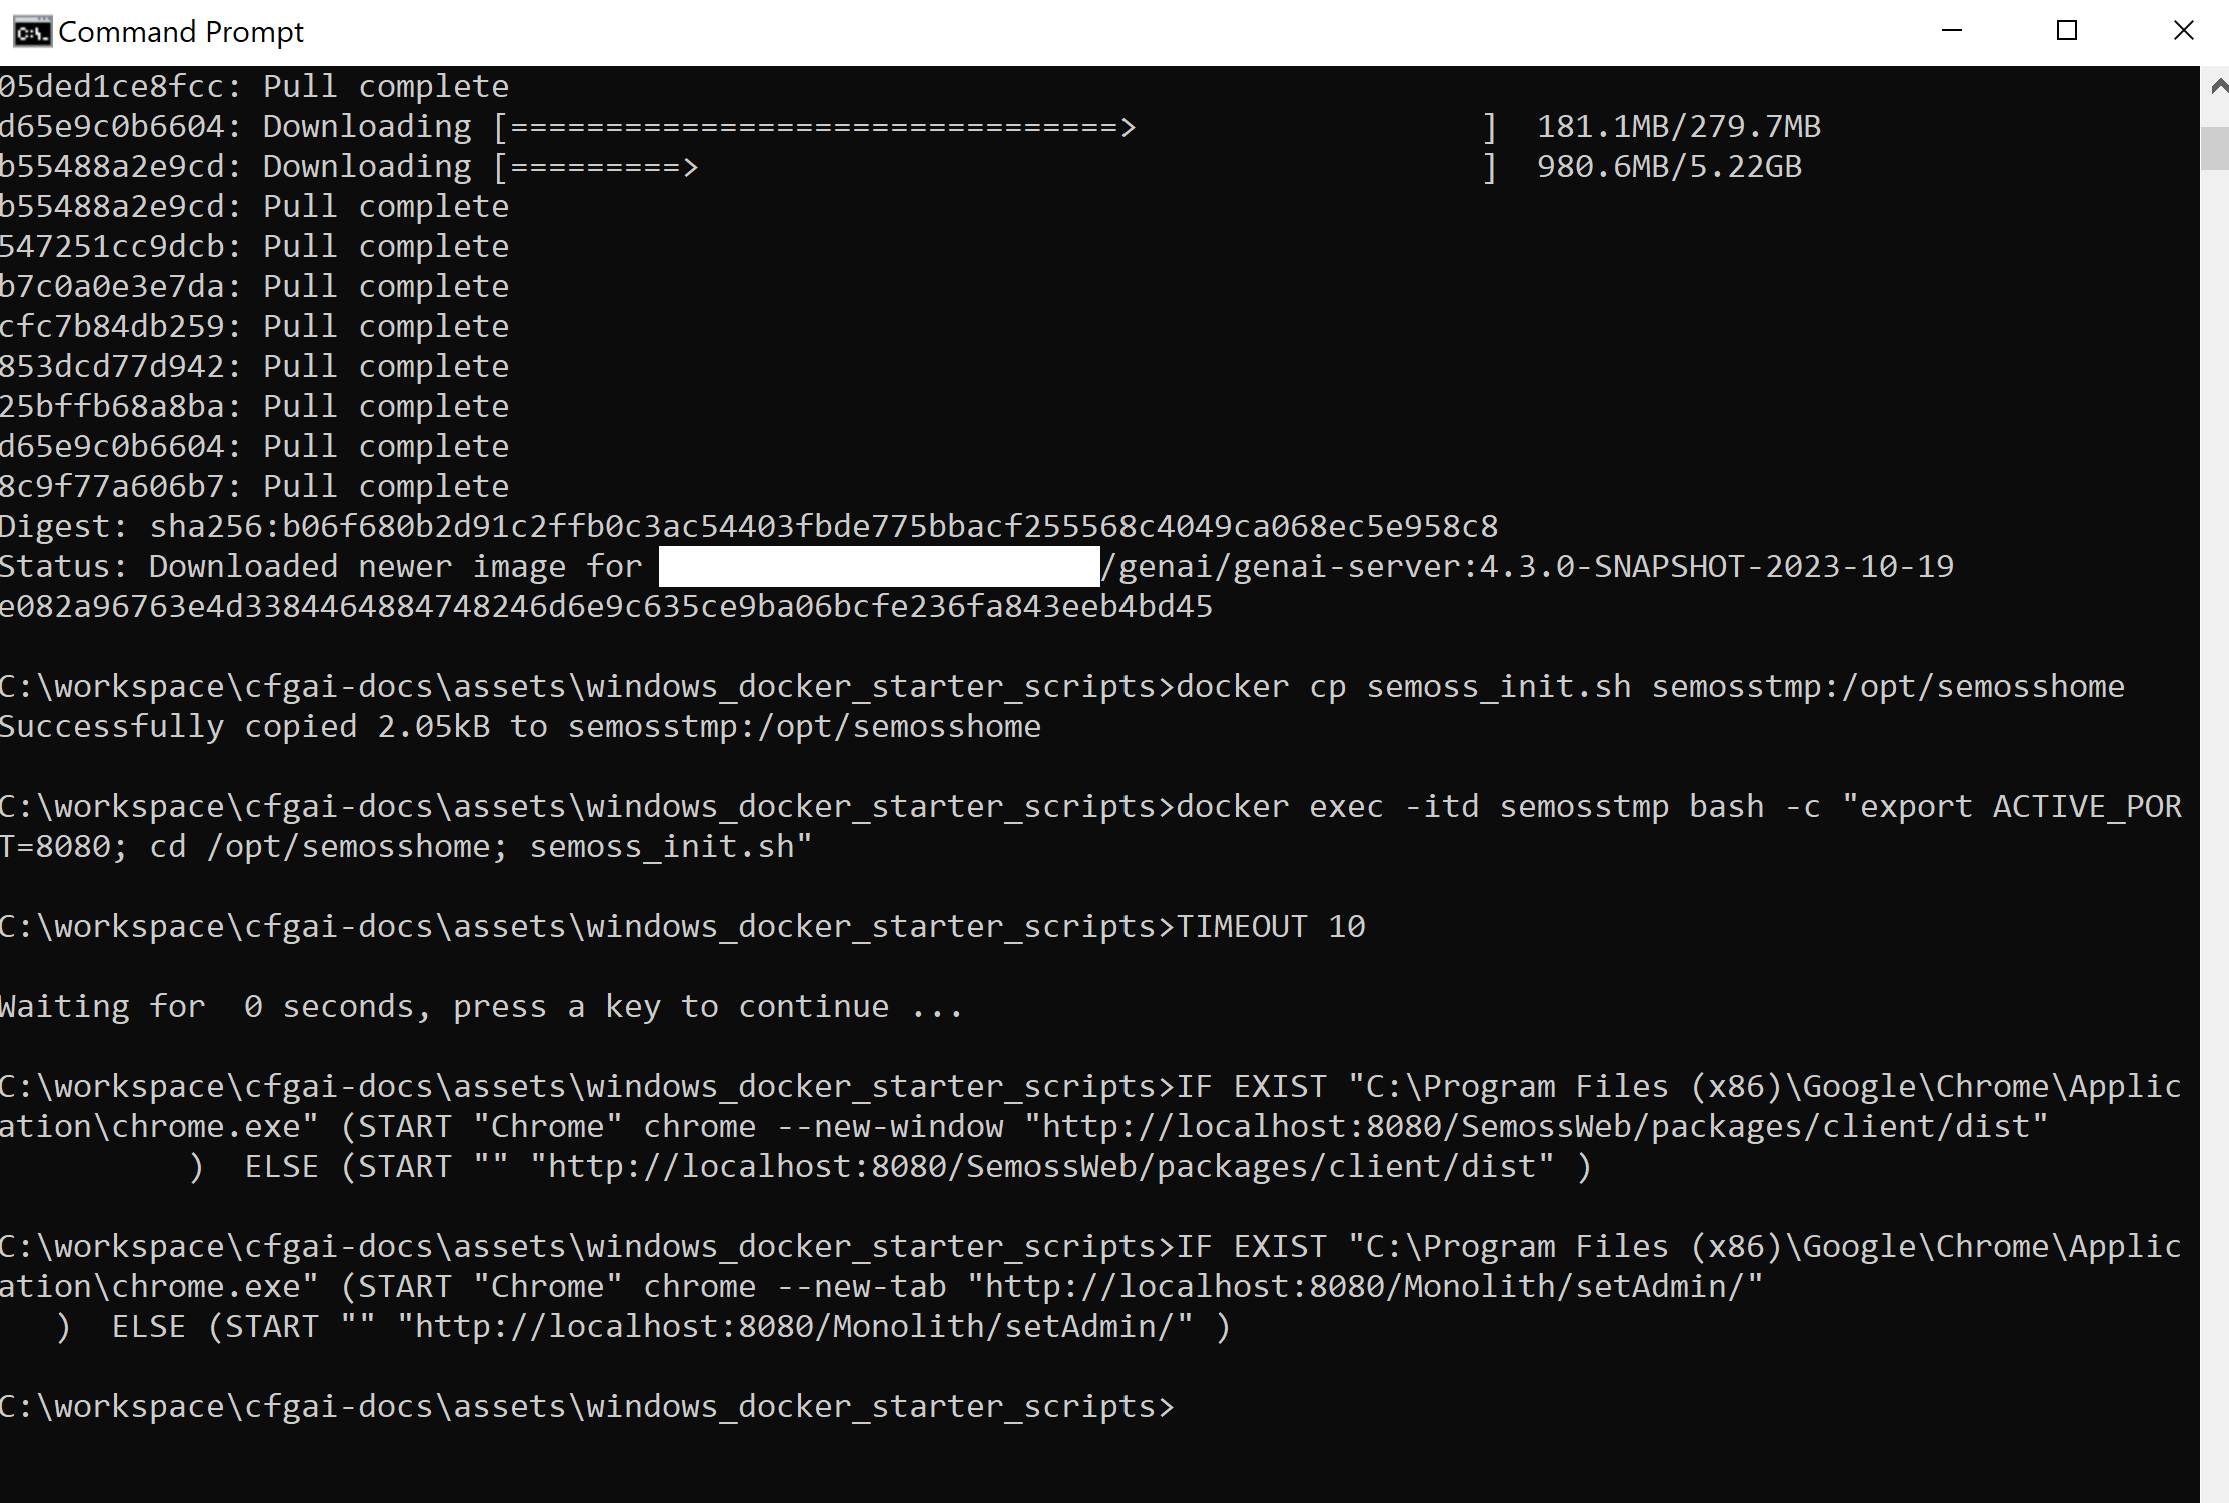 Command Prompt
05ded1ce8fcc: Pull complete
d65e9c0b6604: Downloading [================================>                  ]  181.1MB/279.7MB
b55488a2e9cd: Downloading [=========>                                         ]  980.6MB/5.22GB
b55488a2e9cd: Pull complete
547251cc9dcb: Pull complete
b7c0a0e3e7da: Pull complete
cfc7b84db259: Pull complete
853dcd77d942: Pull complete
25bffb68a8ba: Pull complete
d65e9c0b6604: Pull complete
8c9f77a606b7: Pull complete
Digest: sha256:b06f680b2d91c2ffb0c3ac54403fbde775bbacf255568c4049ca068ec5e958c8
Status: Downloaded newer image for /genai/genai-server:4.3.0-SNAPSHOT-2023-10-19
e082a96763e4d3384464884748246d6e9c635ce9ba06bcfe236fa843eeb4bd45
C:\workspace\cfgai-docs\assets\windows_docker_starter_scripts>docker cp semoss_init.sh semosstmp:/opt/semosshome
Successfully copied 2.05kB to semosstmp:/opt/semosshome
C:\workspace\cfgai-docs\assets\windows_docker_starter_scripts>docker exec -itd semosstmp bash -c "export ACTIVE_POR
T=8080; cd /opt/semosshome; semoss_init.sh"
C:\workspace\cfgai-docs\assets\windows_docker_starter_scripts>TIMEOUT 10
Waiting for  0 seconds, press a key to continue ...
C:\workspace\cfgai-docs\assets\windows_docker_starter_scripts>IF EXIST "C:\Program Files (x86)\Google\Chrome\Applic
ation\chrome.exe" (START "Chrome" chrome --new-window "http://localhost:8080/SemossWeb/packages/client/dist"
)  ELSE (START "" "http://localhost:8080/SemossWeb/packages/client/dist" )
C:\workspace\cfgai-docs\assets\windows_docker_starter_scripts>IF EXIST "C:\Program Files (x86)\Google\Chrome\Applic
ation\chrome.exe" (START "Chrome" chrome --new-tab "http://localhost:8080/Monolith/setAdmin/"
)  ELSE (START "" "http://localhost:8080/Monolith/setAdmin/" )
C:\workspace\cfgai-docs\assets\windows_docker_starter_scripts>